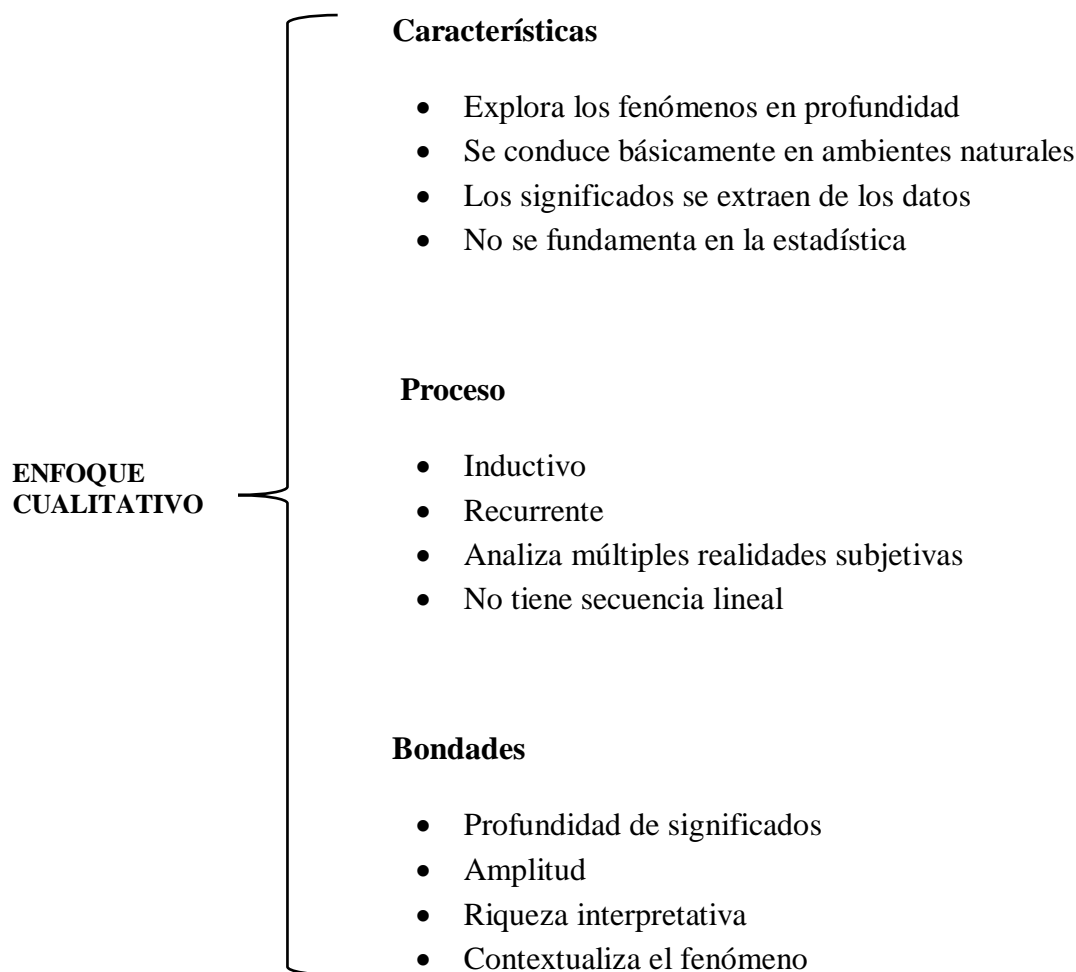 Características
• Explora los fenómenos en profundidad
• Se conduce básicamente en ambientes naturales
• Los significados se extraen de los datos
• No se fundamenta en la estadística
Proceso
ENFOQUE
CUALITATIVO
• Inductivo
• Recurrente
• Analiza múltiples realidades subjetivas
• No tiene secuencia lineal
Bondades
• Profundidad de significados
• Amplitud
• Riqueza interpretativa
• Contextualiza el fenómeno